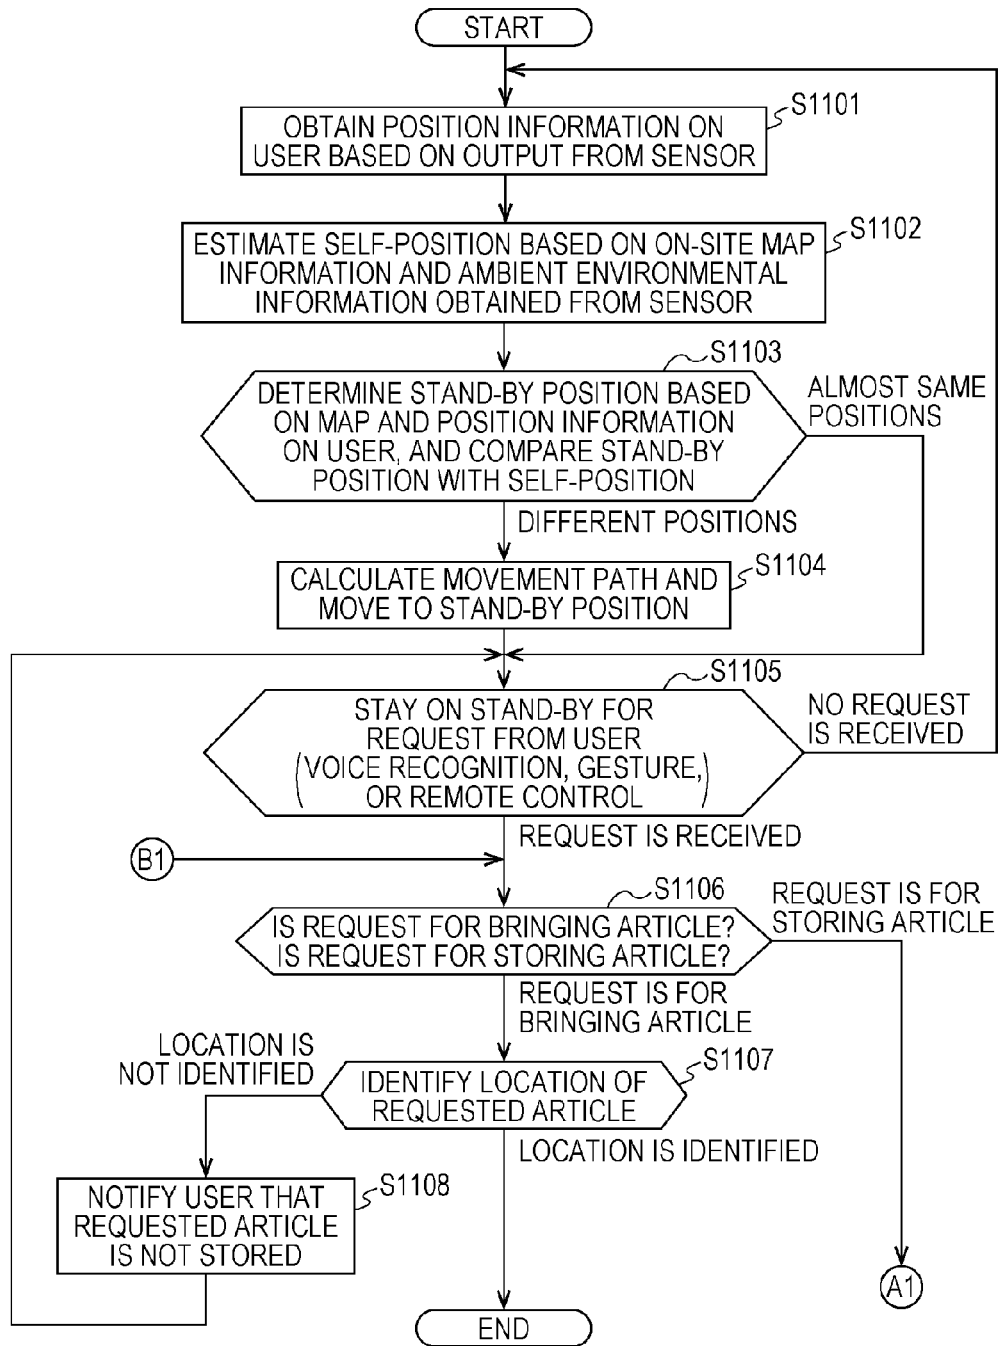 START
S1101
OBTAIN POSITION INFORMATION ON
USER BASED ON OUTPUT FROM SENSOR
S1102
ESTIMATE SELF-POSITION BASED ON ON-SITE MAP
INFORMATION AND AMBIENT ENVIRONMENTAL
INFORMATION OBTAINED FROM SENSOR
S1103
DETERMINE STAND-BY POSITION BASED
ON MAP AND POSITION INFORMATION
ON USER, AND COMPARE STAND-BY
POSITION WITH SELF-POSITION
ALMOST SAME
POSITIONS
DIFFERENT POSITIONS
S1104
CALCULATE MOVEMENT PATH AND
MOVE TO STAND-BY POSITION
S1105
STAY ON STAND-BY FOR
REQUEST FROM USER
(VOICE RECOGNITION, GESTURE,
OR REMOTE CONTROL)
NO REQUEST
IS RECEIVED
REQUEST IS RECEIVED
B1
S1106
IS REQUEST FOR BRINGING ARTICLE?
IS REQUEST FOR STORING ARTICLE?
REQUEST IS FOR
STORING ARTICLE
REQUEST IS FOR
BRINGING ARTICLE
LOCATION IS
NOT IDENTIFIED
S1107
IDENTIFY LOCATION OF
REQUESTED ARTICLE
LOCATION IS IDENTIFIED
S1108
NOTIFY USER THAT
REQUESTED ARTICLE
IS NOT STORED
A1
END